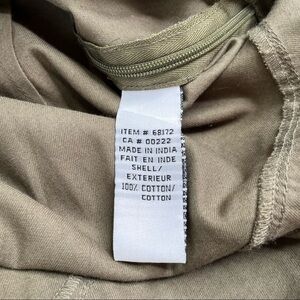 ITEM # 68172
CA # 00222
MADE IN INDIA
FAIT EN INDE
SHELL/
EXTERIEUR
100% COTTON/
COTTON